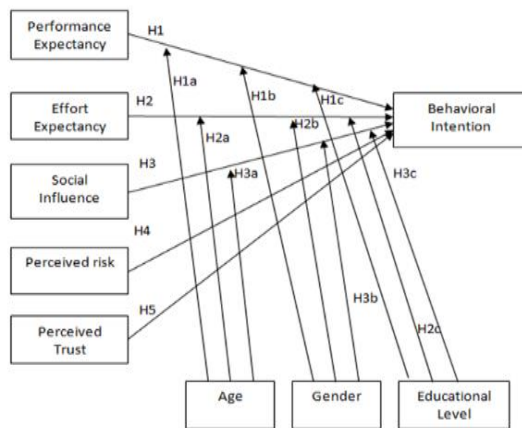 Performance
Expectancy
H1
H1a
H1b
H1c
Effort
Expectancy
H2
H2a
H2b
Behavioral
Intention
Social
Influence
H3
H3a
H3c
Perceived risk
H4
H3b
Perceived
Trust
H5
H2c
Age
Gender
Educational
Level